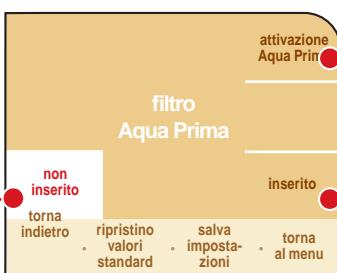 attivazione
Aqua Prim
filtro
Aqua Prima
non
inserito
inserito
torna
indietro
ripristino
valori
standard
salva
imposta-
zioni
torna
al menu